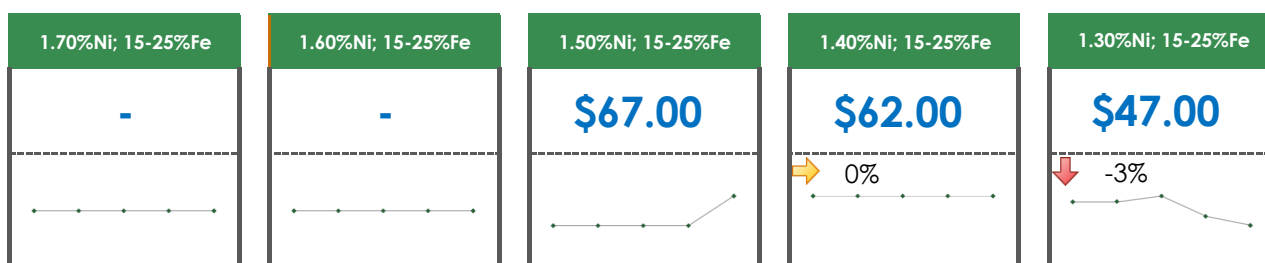 1.70%Ni; 15-25%Fe
1.60%Ni; 15-25%Fe
1.50%Ni; 15-25%Fe
1.40%Ni; 15-25%Fe
1.30%Ni; 15-25%Fe
-
-
$67.00
$62.00
$47.00
0%
-3%